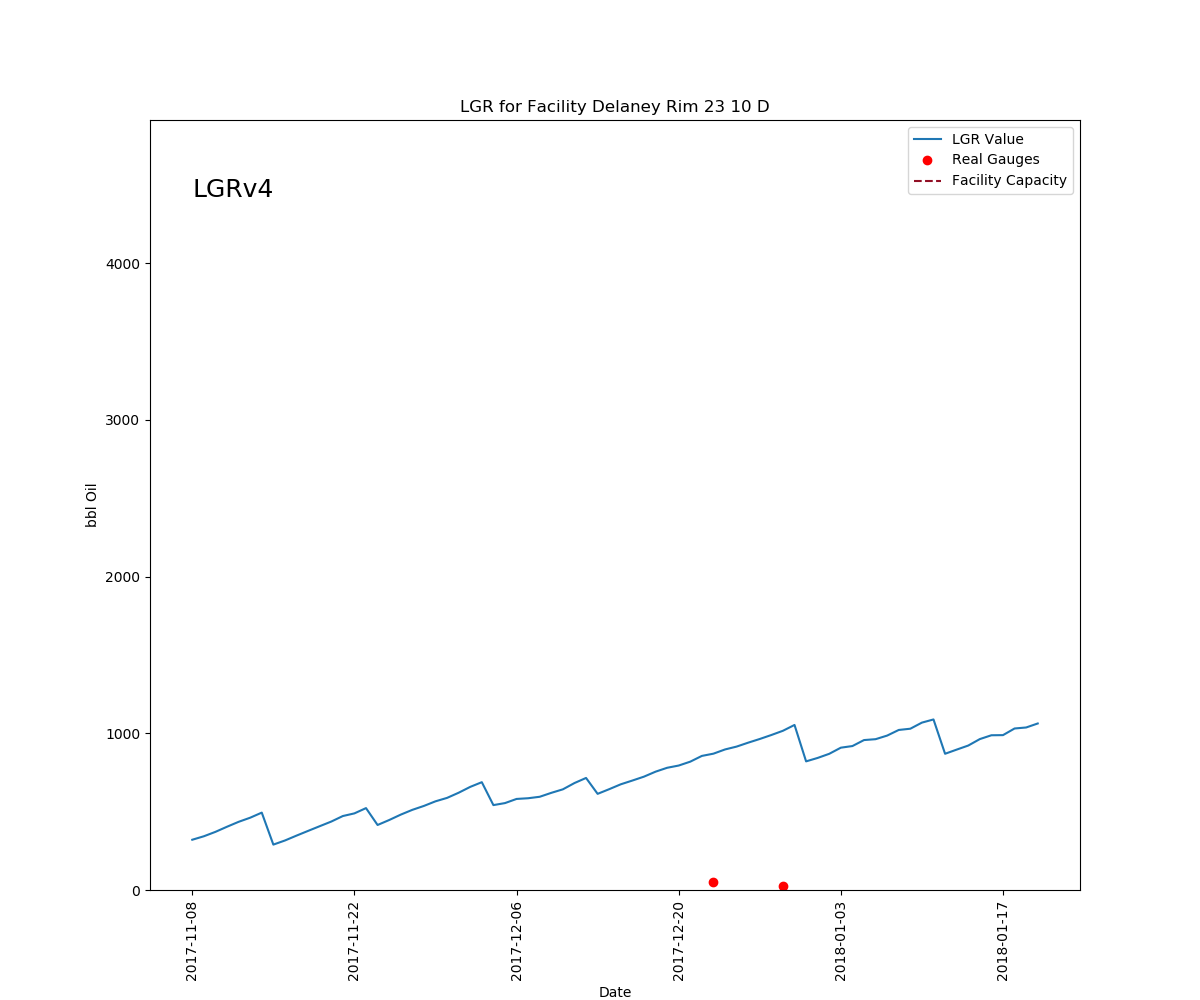 LGR for Facility Delaney Rim 23 10 D
LGR Value
Real Gauges
Facility Capacity
LGRv4
4000
3000
2000
1000
0
bbl Oil
2017-11-08
2017-11-22
2017-12-06
2017-12-20
2018-01-03
2018-01-17
Date